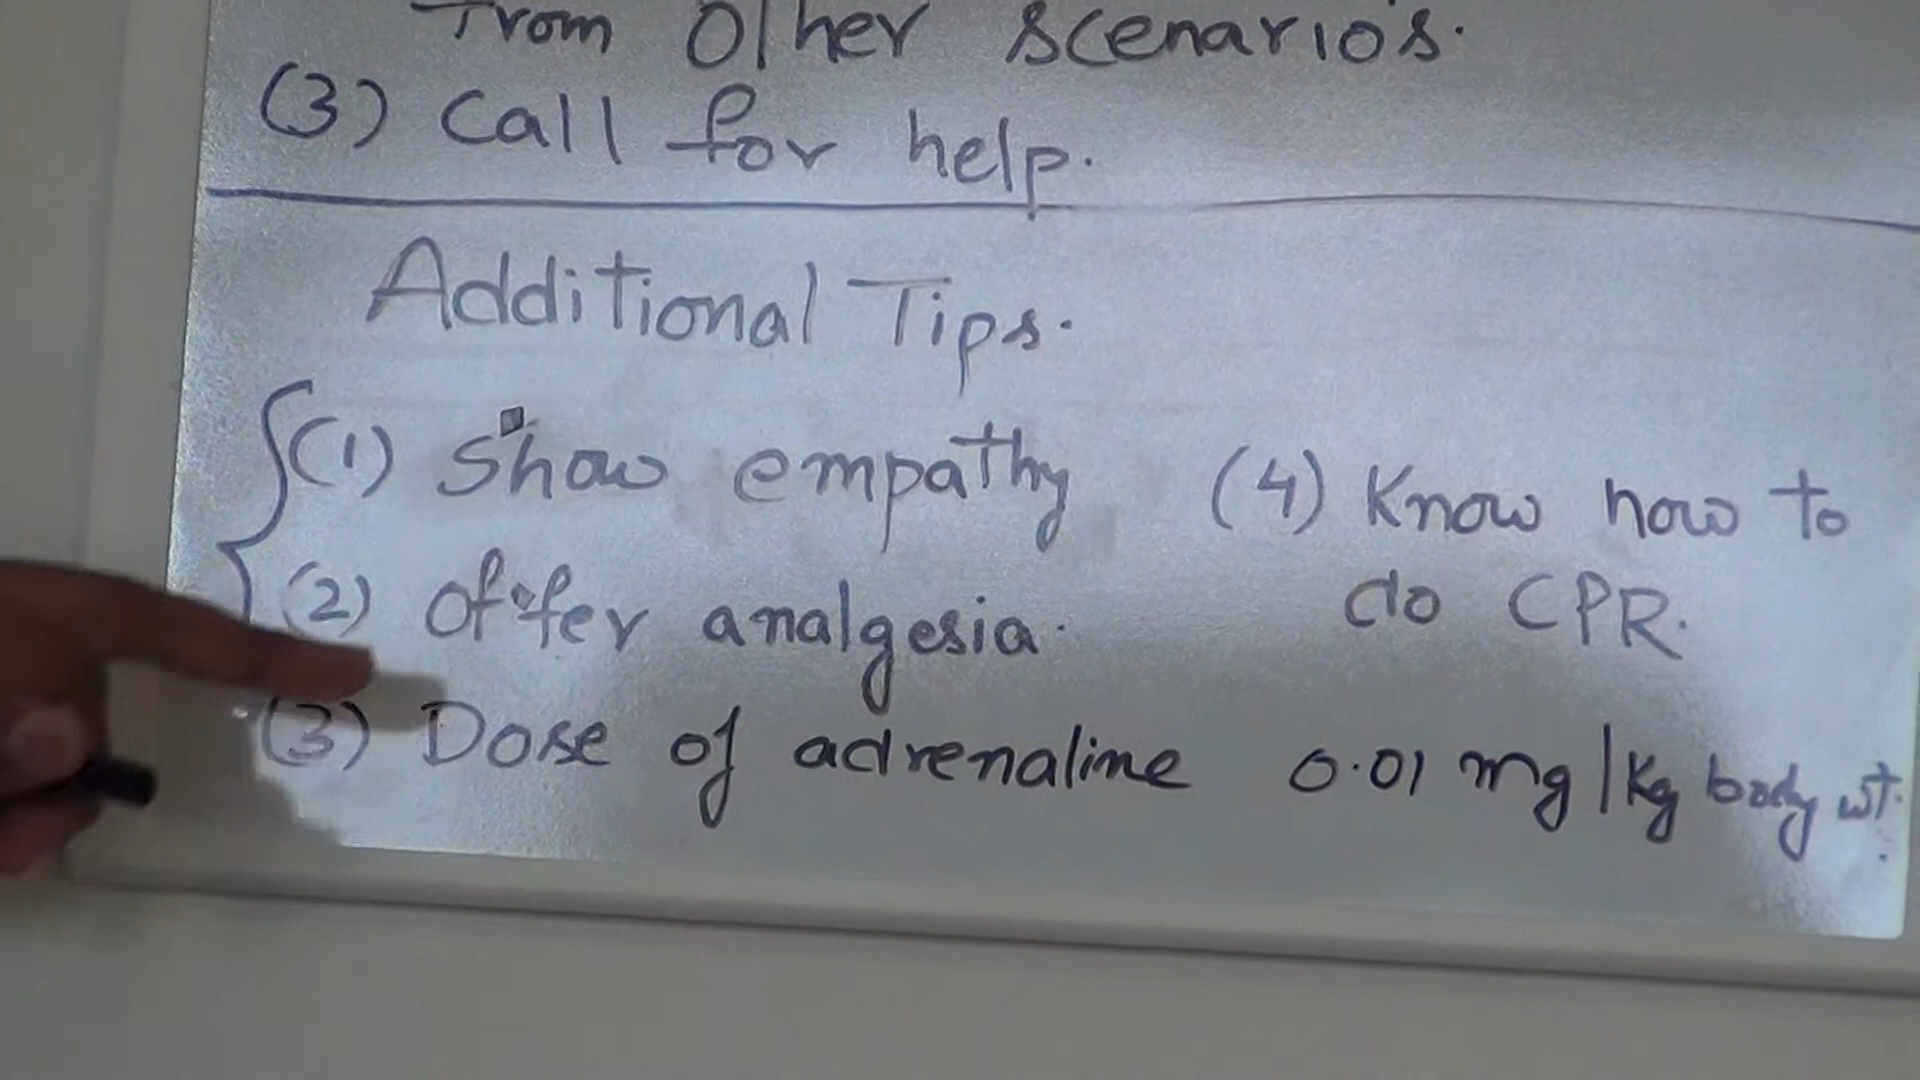 from other scenarios.
(3) Call for help.
Additional Tips.
(1) Show empathy
(2) Offer analgesia.
(3) Dose of adrenaline 0.01 mg/kg body wt.
(4) Know how to
do CPR.